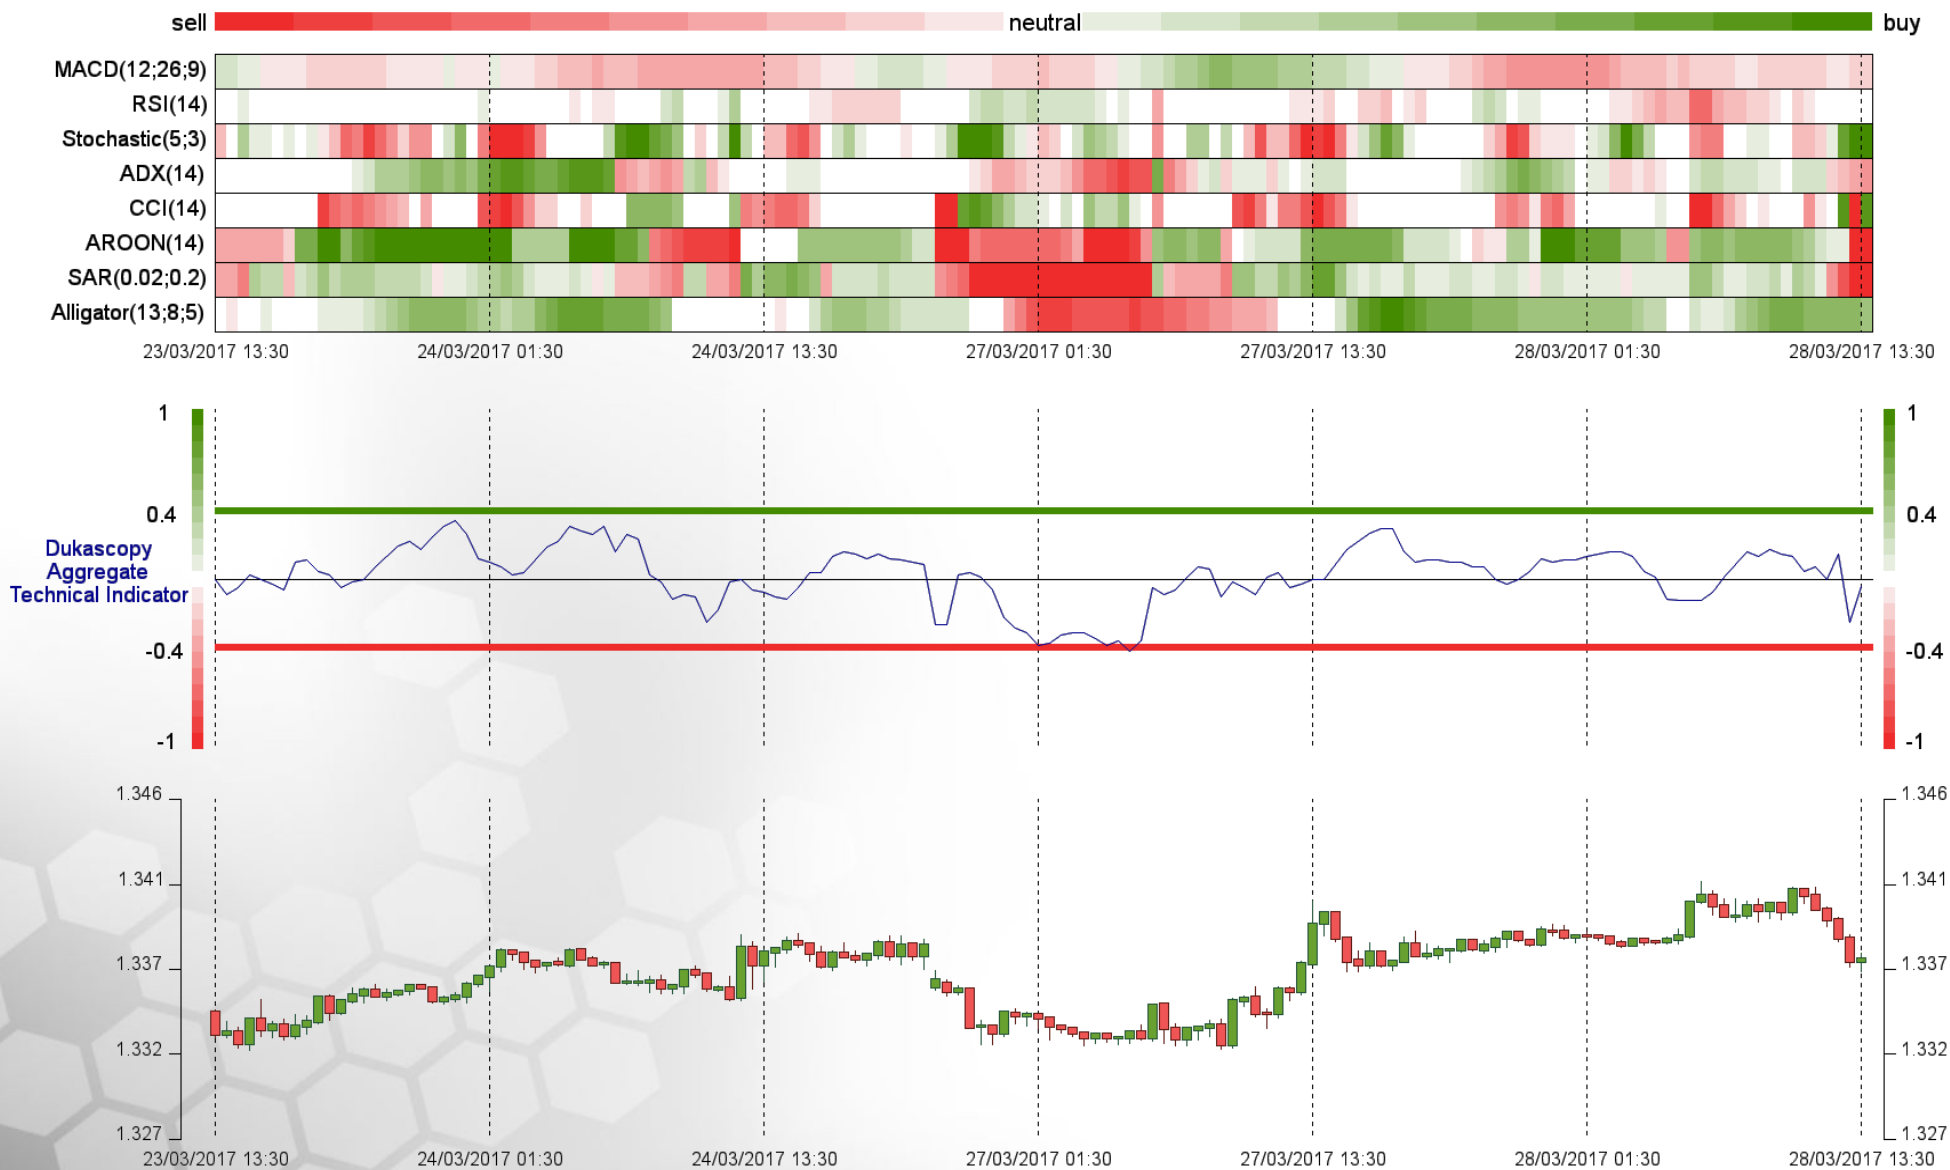 sell neutral buy
MACD(12;26;9)
RSI(14)
Stochastic(5;3)
ADX(14)
CCI(14)
AROON(14)
SAR(0.02;0.2)
Alligator(13;8;5)
23/03/2017 13:30 24/03/2017 01:30 24/03/2017 13:30 27/03/2017 01:30 27/03/2017 13:30 28/03/2017 01:30 28/03/2017 13:30
1 1
0.4 0.4
Dukascopy
Aggregate
Technical Indicator
-0.4 -0.4
-1 -1
1.346 1.346
1.341 1.341
1.337 1.337
1.332 1.332
1.327 1.327
23/03/2017 13:30 24/03/2017 01:30 24/03/2017 13:30 27/03/2017 01:30 27/03/2017 13:30 28/03/2017 01:30 28/03/2017 13:30